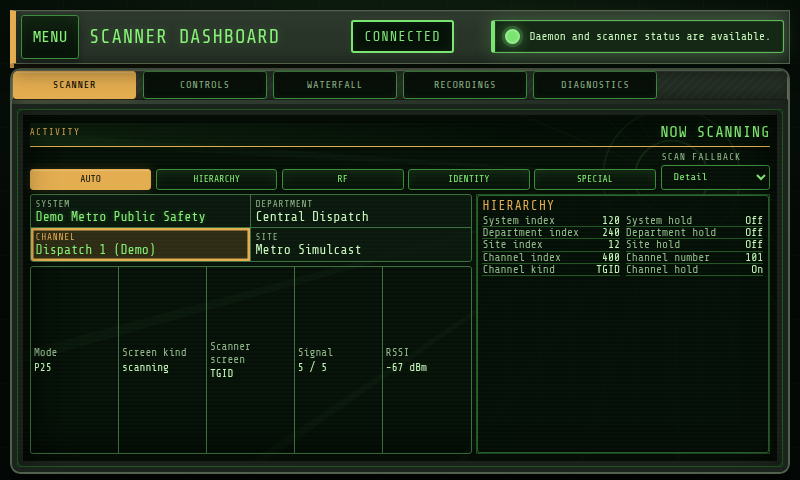 MENU
SCANNER DASHBOARD
CONNECTED
Daemon and scanner status are available.
SCANNER
CONTROLS
WATERFALL
RECORDINGS
DIAGNOSTICS
ACTIVITY
NOW SCANNING
SCAN FALLBACK
AUTO
HIERARCHY
RF
IDENTITY
SPECIAL
Detail
SYSTEM
Demo Metro Public Safety
DEPARTMENT
Central Dispatch
CHANNEL
Dispatch 1 (Demo)
SITE
Metro Simulcast
Mode
P25
Screen kind
scanning
Scanner
screen
TGID
Signal
5 / 5
RSSI
-67 dBm
HIERARCHY
System index 120 System hold Off
Department index 240 Department hold Off
Site index 12 Site hold Off
Channel index 400 Channel number 101
Channel kind TGID Channel hold On